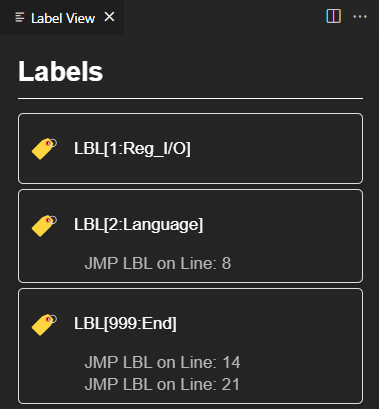 Label View
Labels
LBL[1:Reg_I/O]
LBL[2:Language]
JMP LBL on Line: 8
LBL[999:End]
JMP LBL on Line: 14
JMP LBL on Line: 21